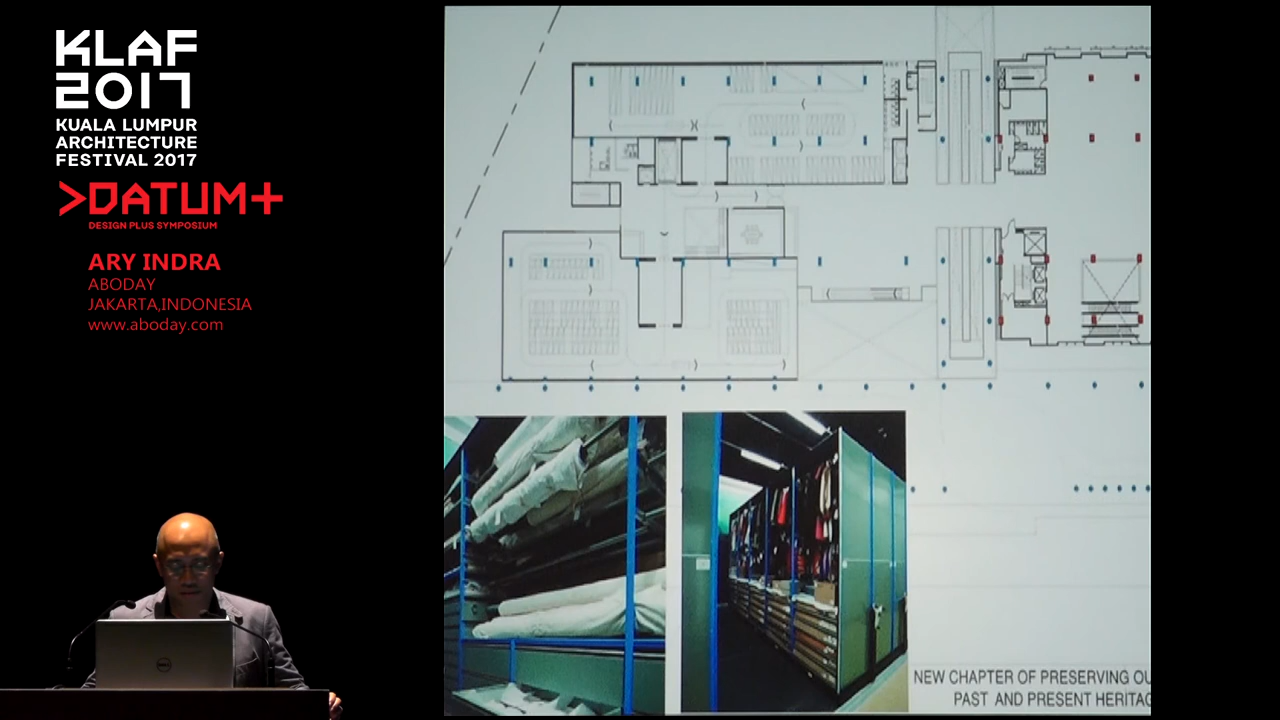 KLAF
2017
KUALA LUMPUR
ARCHITECTURE
FESTIVAL 2017
>DATUM+
DESIGN PLUS SYMPOSIUM
ARY INDRA
ABODAY
JAKARTA,INDONESIA
www.aboday.com
DELL
NEW CHAPTER OF PRESERVING OU
PAST AND PRESENT HERITAG